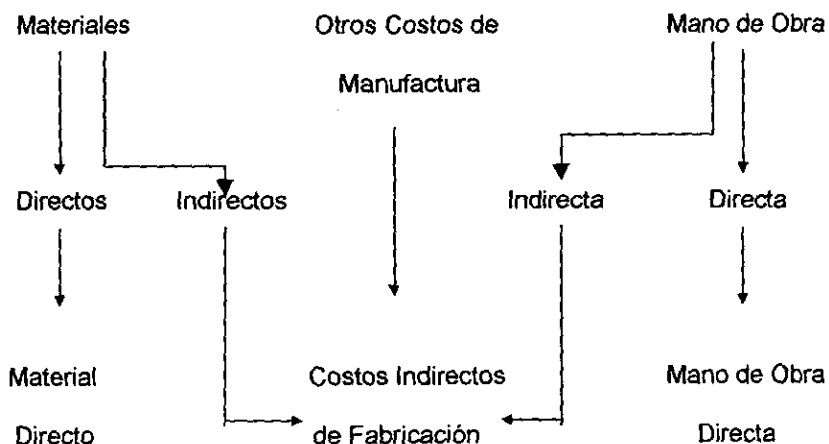 Materiales
Otros Costos de
Manufactura
Mano de Obra
Directos
Indirectos
Indirecta
Directa
Material
Directo
Costos Indirectos
de Fabricación
Mano de Obra
Directa